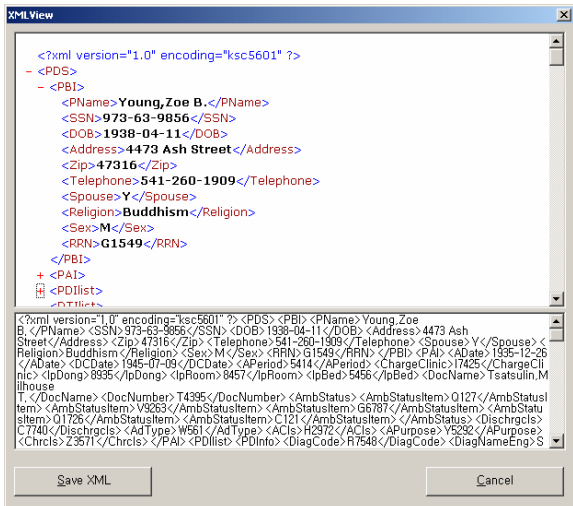 XMLView
<?xml version="1.0" encoding="ksc5601" ?>
- <PDS>
- <PBI>
<PName>Young,Zoe B.</PName>
<SSN>973-63-9856</SSN>
<DOB>1938-04-11</DOB>
<Address>4473 Ash Street</Address>
<Zip>47316</Zip>
<Telephone>541-260-1909</Telephone>
<Spouse>Y</Spouse>
<Religion>Buddhism</Religion>
<Sex>M</Sex>
<RRN>G1549</RRN>
</PBI>
+ <PAI>
+ <PDIlist>
<DTIlist>
<?xml version="1.0" encoding="ksc5601" ?> <PDS> <PBI> <PName>Young,Zoe
B.</PName> <SSN>973-63-9856</SSN> <DOB>1938-04-11</DOB> <Address>4473 Ash
Street</Address> <Zip>47316</Zip> <Telephone>541-260-1909</Telephone> <Spouse>Y</Spouse> <
Religion>Buddhism</Religion> <Sex>M</Sex> <RRN>G1549</RRN> </PBI> <PAI> <ADate>1935-12-26
</ADate> <DCDate>1945-07-09</DCDate> <APeriod>5414</APeriod> <ChargeClinic>I7425</ChargeCli
nic> <IpDong>8935</IpDong> <IpRoom>8457</IpRoom> <IpBed>5456</IpBed> <DocName>Tsatsulin,M
ilhouse
T.</DocName> <DocNumber>T4395</DocNumber> <AmbStatus> <AmbStatusItem>Q127</AmbStatusI
tem> <AmbStatusItem>V9263</AmbStatusItem> <AmbStatusItem>G6787</AmbStatusItem> <AmbStatu
sItem>Q1726</AmbStatusItem> <AmbStatusItem>C121</AmbStatusItem> </AmbStatus> <Dischrgcls>
C7740</Dischrgcls> <AdType>W561</AdType> <ACls>H2972</ACls> <APurpose>Y5292</APurpose>
<Chrcls>Z3571</Chrcls> </PAI> <PDIlist> <PDInfo> <DiagCode>R7548</DiagCode> <DiagNameEng>S
Save XML
Cancel